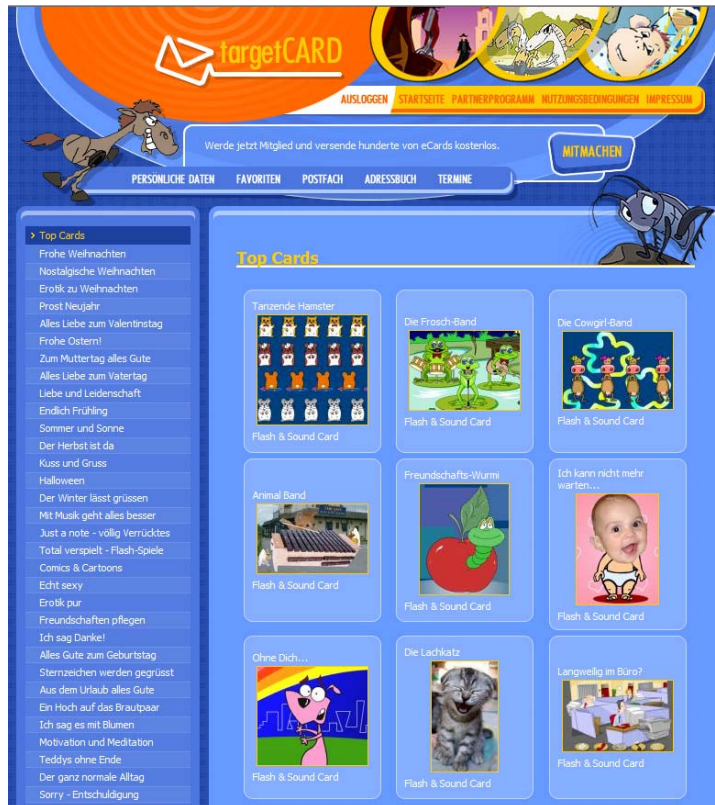 targetCARD
AUSLOGGEN STARTSEITE PARTNERPROGRAMM NUTZUNGSBEDINGUNGEN IMPRESSUM
Werde jetzt Mitglied und versende hunderte von eCards kostenlos.
MITMACHEN
PERSÖNLICHE DATEN FAVORITEN POSTFACH ADRESSBUCH TERMINE
> Top Cards
Frohe Weihnachten
Nostalgische Weihnachten
Erotik zu Weihnachten
Prost Neujahr
Alles Liebe zum Valentinstag
Frohe Ostern!
Zum Muttertag alles Gute
Alles Liebe zum Vatertag
Liebe und Leidenschaft
Endlich Frühling
Sommer und Sonne
Der Herbst ist da
Kuss und Gruss
Halloween
Der Winter lässt grüssen
Mit Musik geht alles besser
Just a note - völlig Verrücktes
Total verspielt - Flash-Spiele
Comics & Cartoons
Echt sexy
Erotik pur
Freundschaften pflegen
Ich sag Danke!
Alles Gute zum Geburtstag
Sternzeichen werden gegrüsst
Aus dem Urlaub alles Gute
Ein Hoch auf das Brautpaar
Ich sag es mit Blumen
Motivation und Meditation
Teddys ohne Ende
Der ganz normale Alltag
Sorry - Entschuldigung
Top Cards
Tanzende Hamster
Flash & Sound Card
Die Frosch-Band
Flash & Sound Card
Die Cowgirl-Band
Flash & Sound Card
Animal Band
Flash & Sound Card
Freundschafts-Wurmi
Flash & Sound Card
Ich kann nicht mehr
warten...
Flash & Sound Card
Ohne Dich...
Flash & Sound Card
Die Lachkatz
Flash & Sound Card
Langweilig im Büro?
Flash & Sound Card